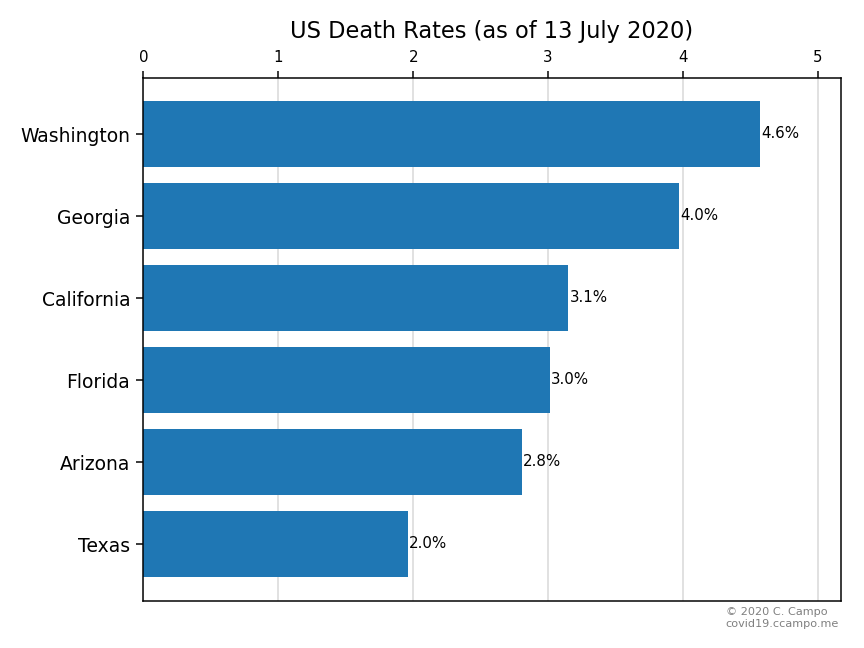 US Death Rates (as of 13 July 2020)
0 1 2 3 4 5
Washington 4.6%
Georgia 4.0%
California 3.1%
Florida 3.0%
Arizona 2.8%
Texas 2.0%
© 2020 C. Campo
covid19.ccampo.me